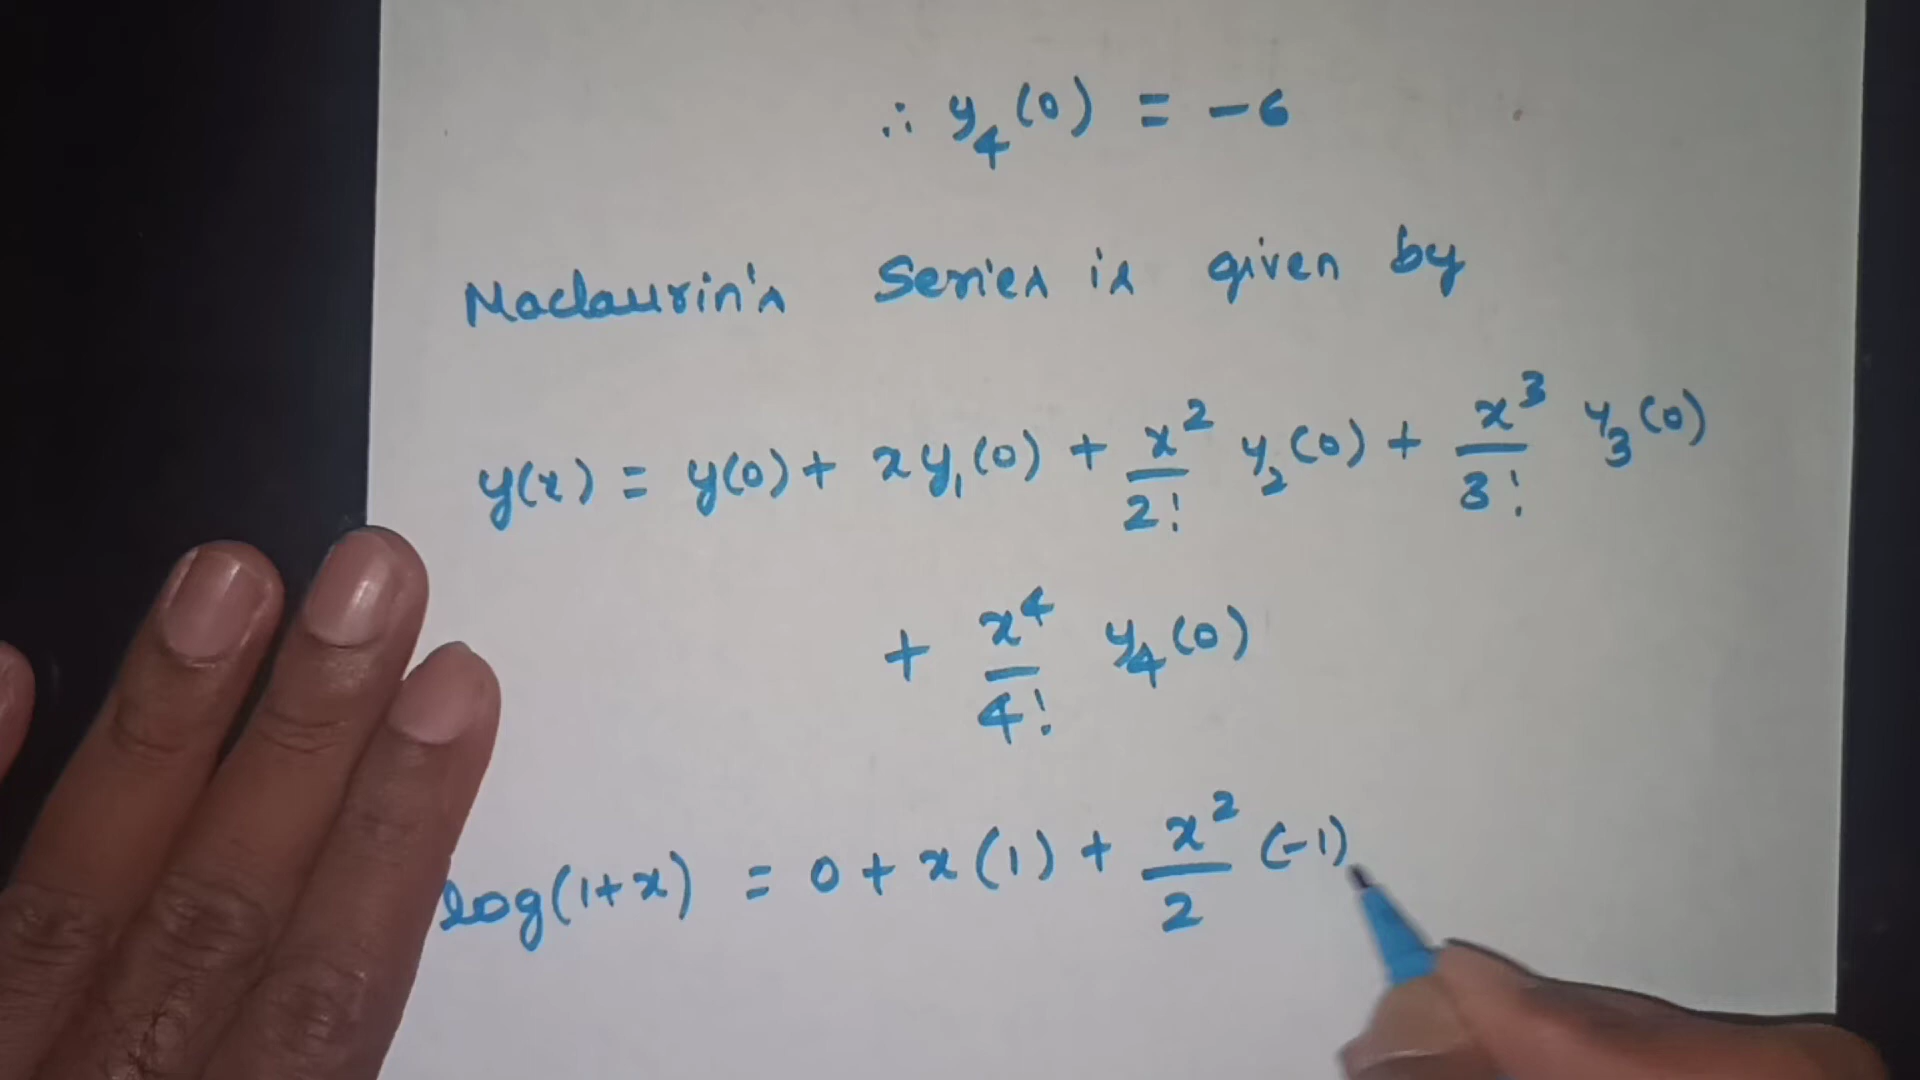 ∴ y₄(0) = -6
Maclaurin's Series is given by
y(x) = y(0) + x y₁(0) + x²/2! y₂(0) + x³/3! y₃(0)
+ x⁴/4! y₄(0)
log(1+x) = 0 + x(1) + x²/2 (-1)